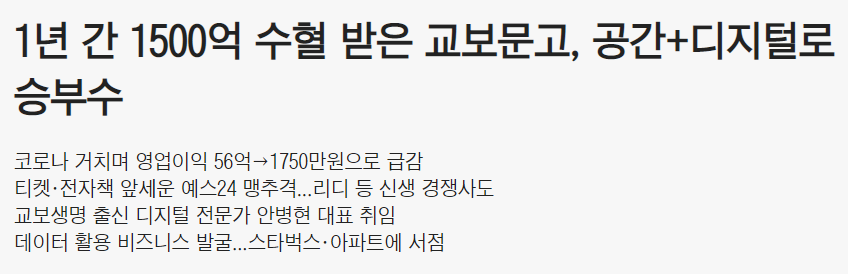 1년 간 1500억 수혈 받은 교보문고, 공간+디지털로
승부수
코로나 거치며 영업이익 56억→1750만원으로 급감
티켓·전자책 앞세운 예스24 맹추격...리디 등 신생 경쟁사도
교보생명 출신 디지털 전문가 안병현 대표 취임
데이터 활용 비즈니스 발굴...스타벅스·아파트에 서점